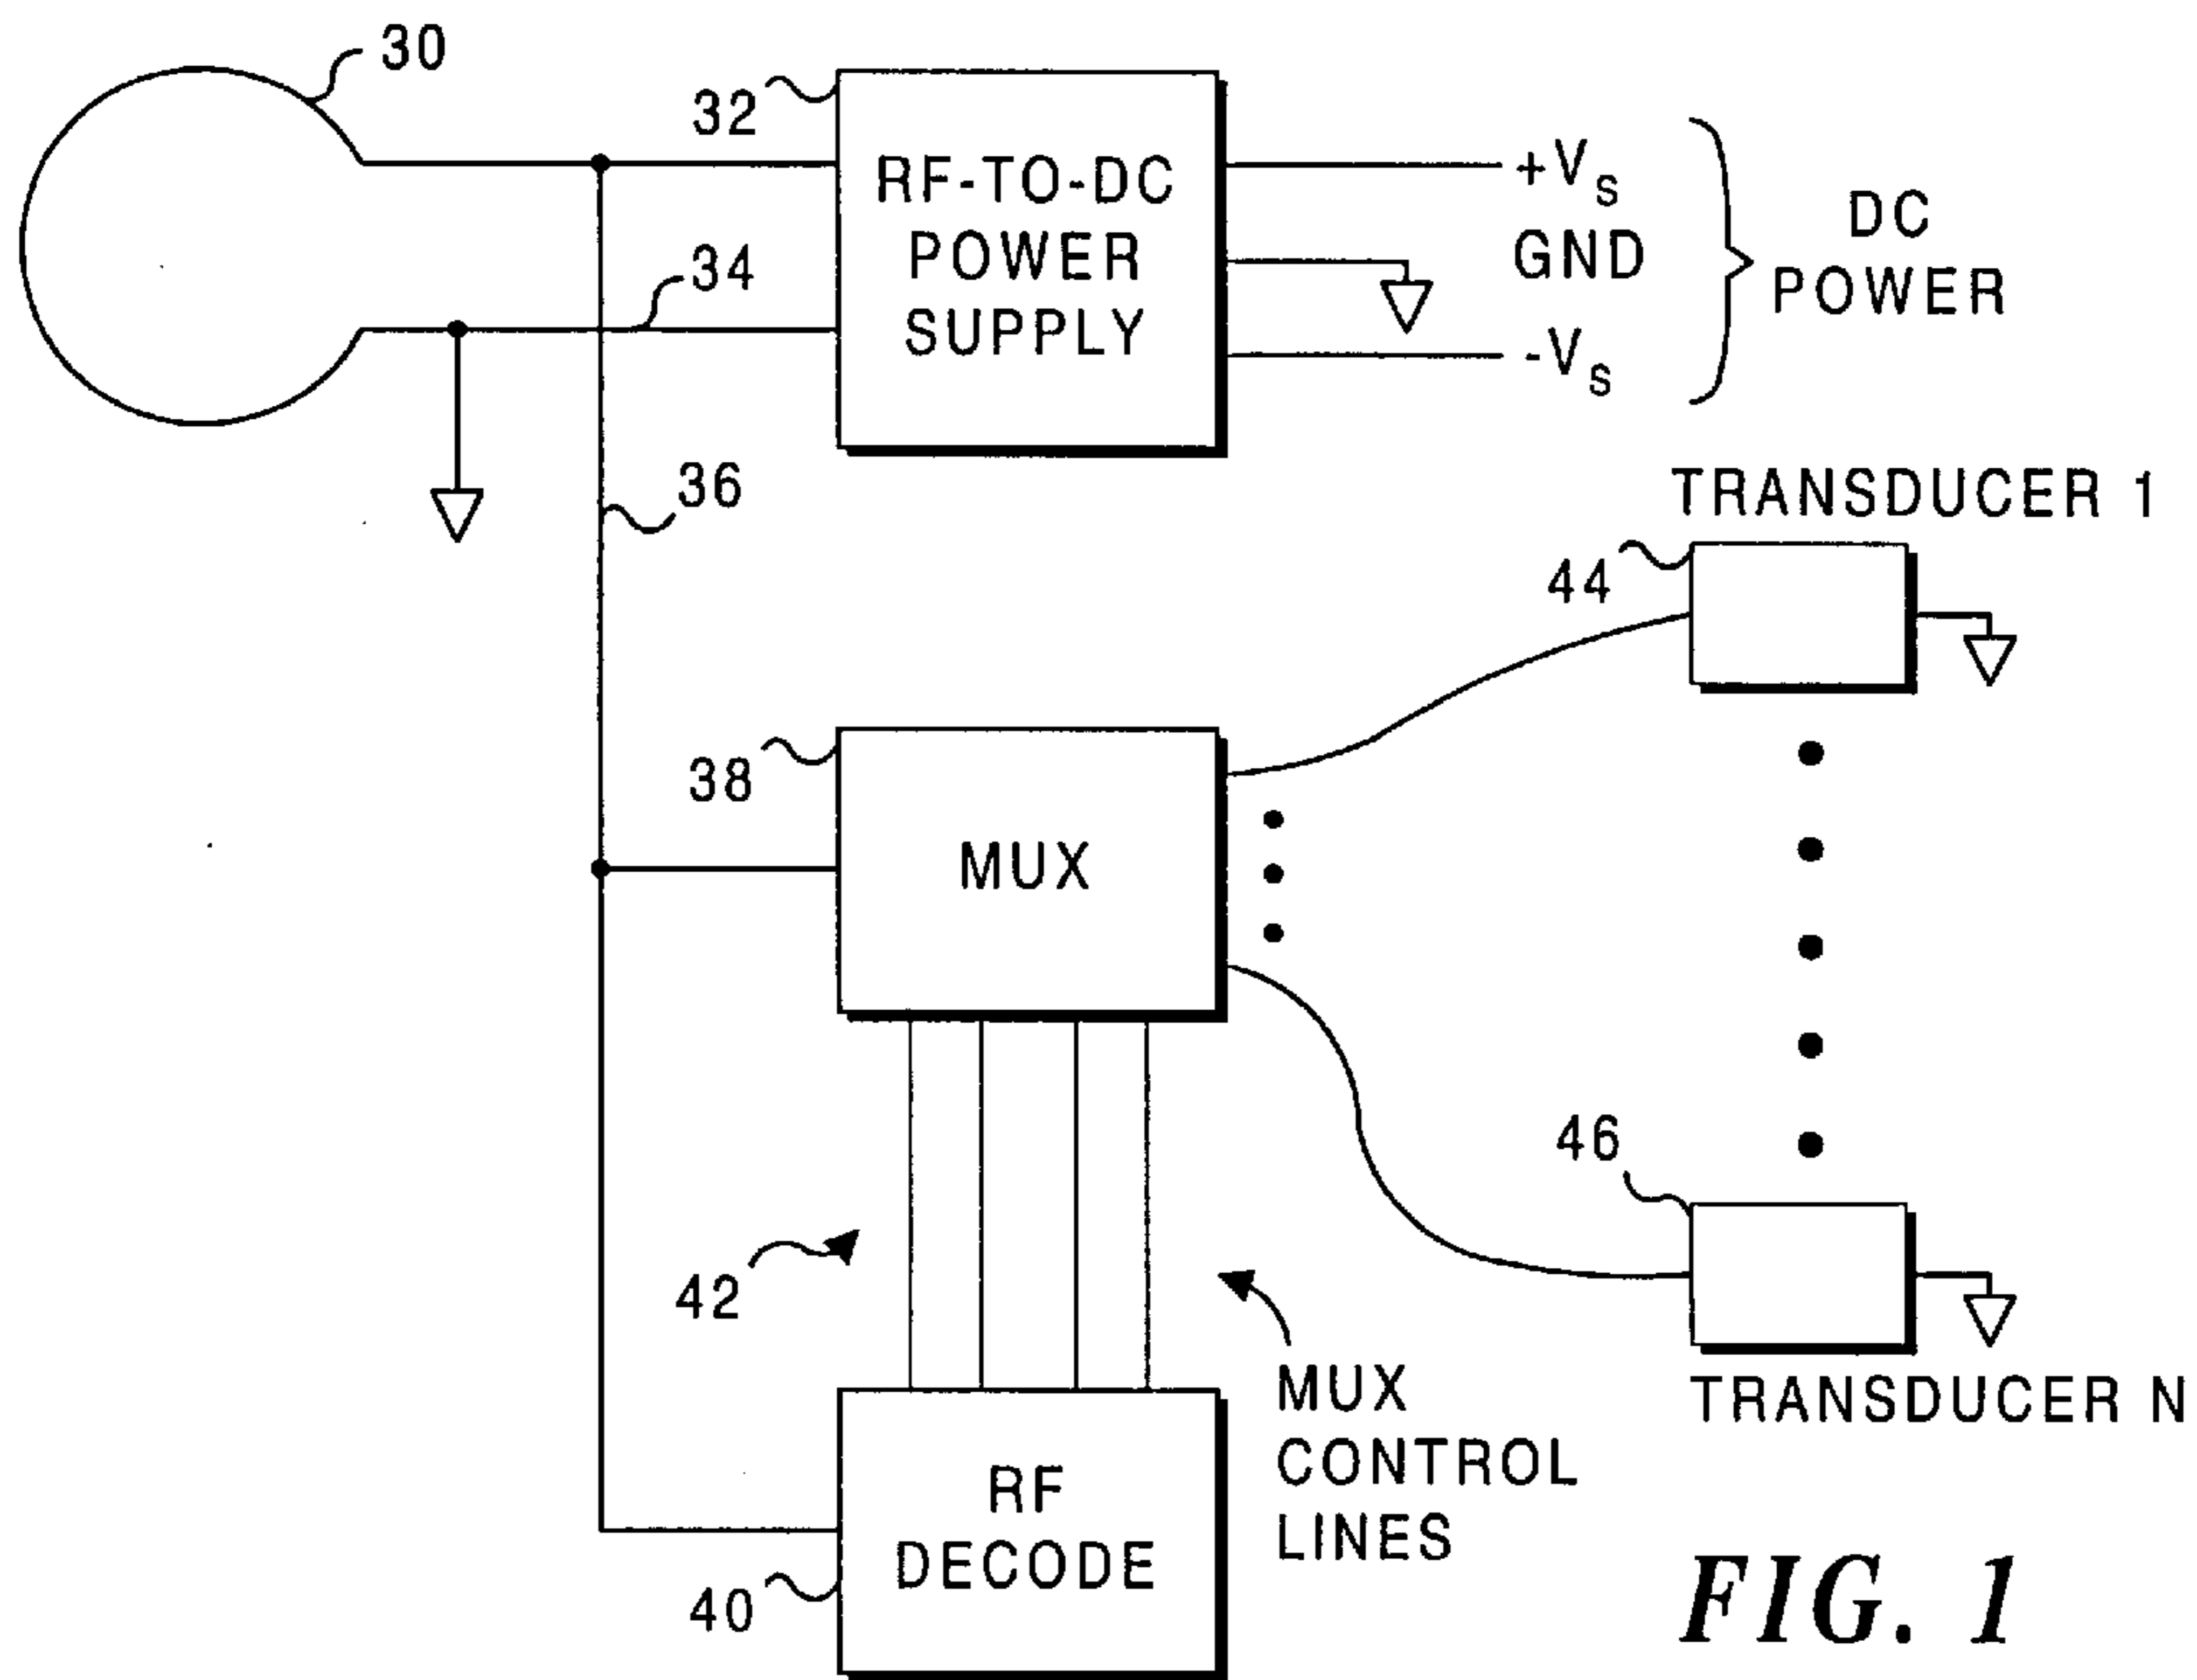 30
32
RF-TO-DC
POWER
SUPPLY
+VS
GND
-VS
DC
POWER
34
36
TRANSDUCER 1
44
38
MUX
46
42
MUX
CONTROL
LINES
TRANSDUCER N
RF
DECODE
40
FIG. 1